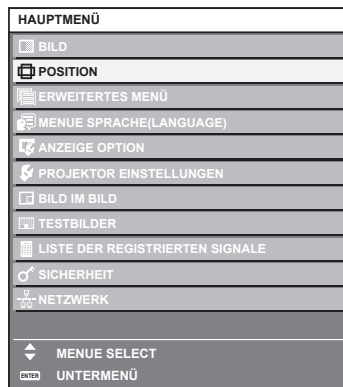 HAUPTMENÜ
BILD
POSITION
ERWEITERTES MENÜ
MENUE SPRACHE(LANGUAGE)
ANZEIGE OPTION
PROJEKTOR EINSTELLUNGEN
BILD IM BILD
TESTBILDER
LISTE DER REGISTRIERTEN SIGNALE
SICHERHEIT
NETZWERK
MENUE SELECT
ENTER UNTERMENÜ